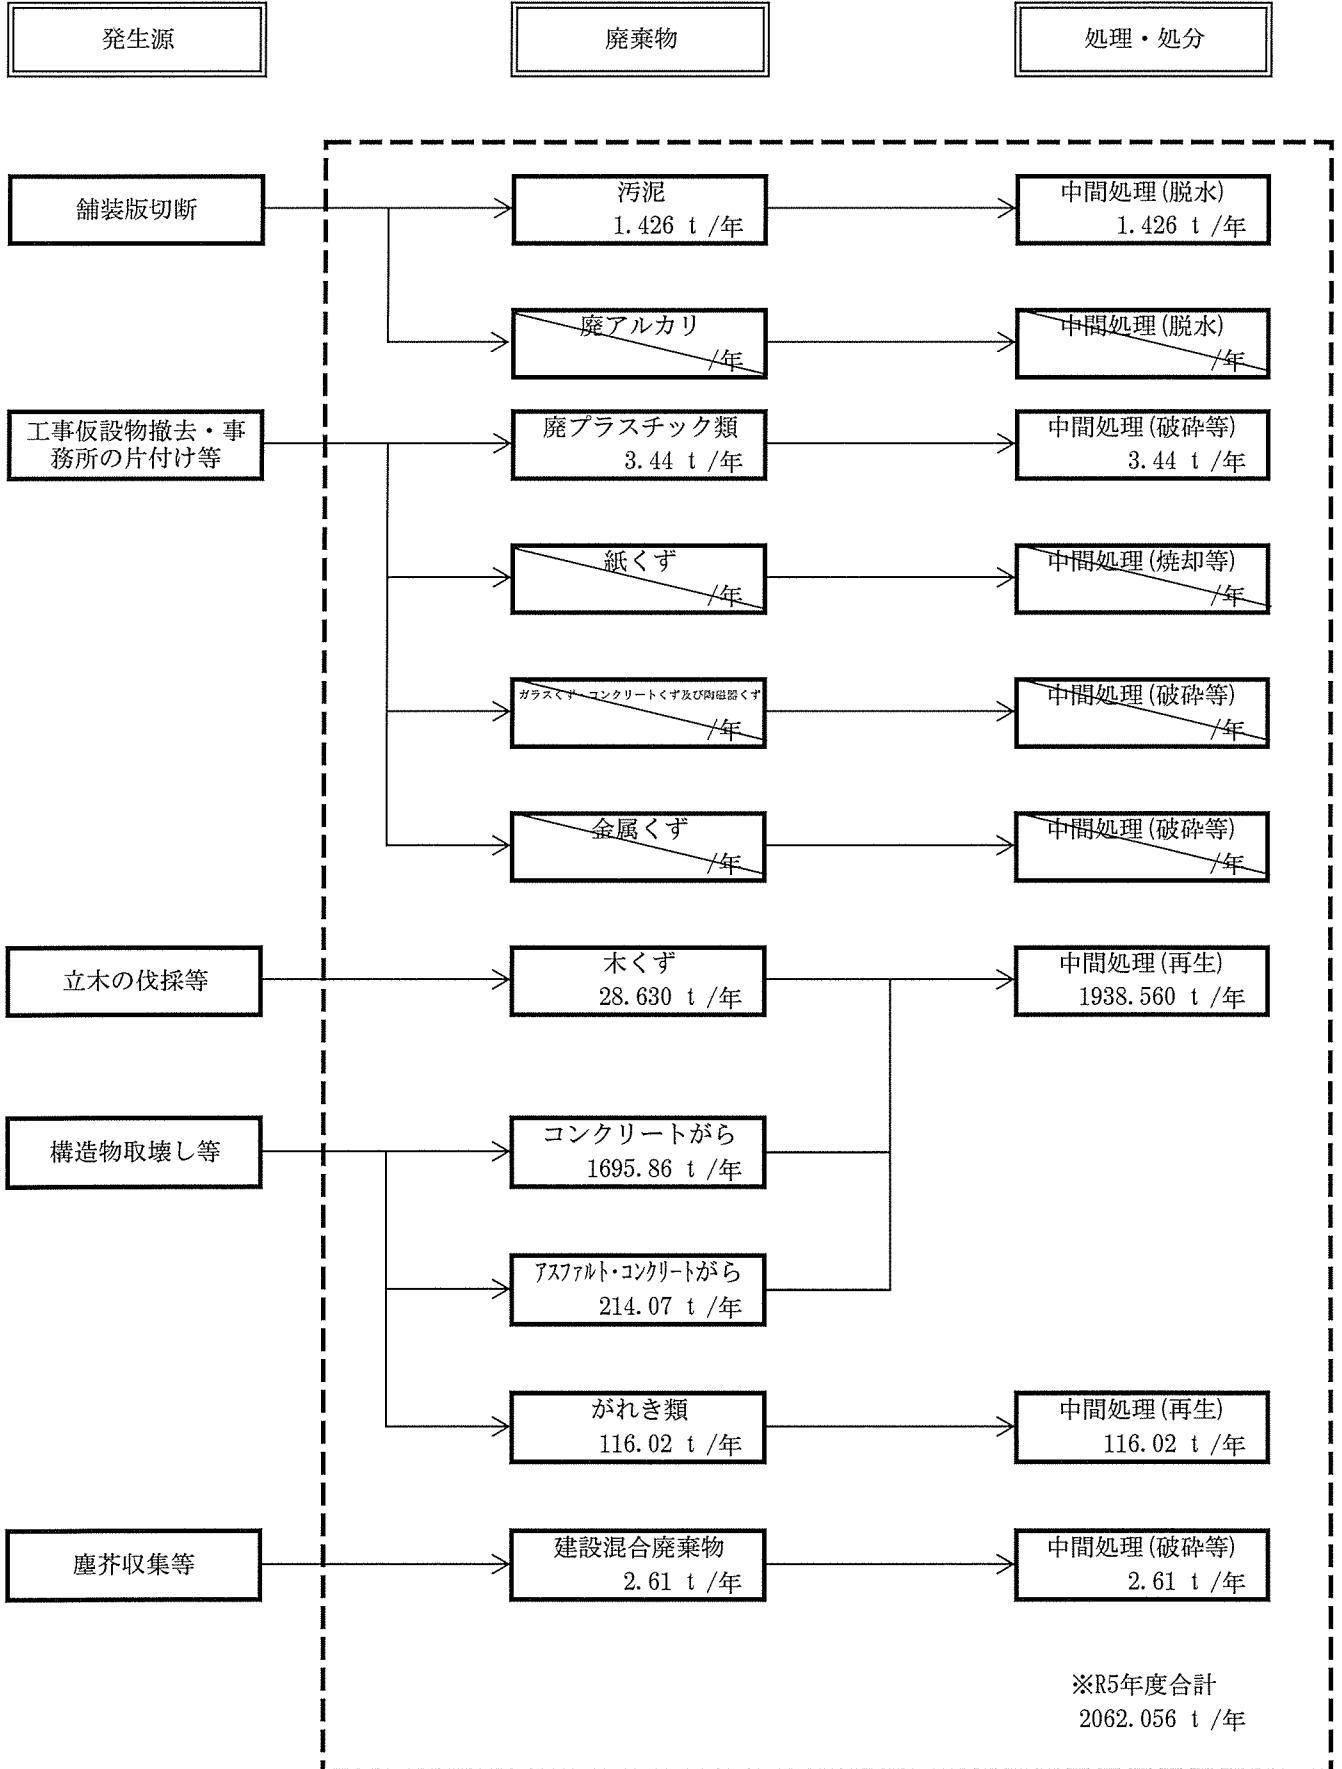 発生源
廃棄物
処理・処分
舗装版切断
汚泥
1.426 t /年
中間処理(脱水)
1.426 t /年
廃アルカリ
/年
中間処理(脱水)
/年
工事仮設物撤去・事
務所の片付け等
廃プラスチック類
3.44 t /年
中間処理(破砕等)
3.44 t /年
紙くず
/年
中間処理(焼却等)
/年
ガラスくず・コンクリートくず及び陶磁器くず
/年
中間処理(破砕等)
/年
金属くず
/年
中間処理(破砕等)
/年
立木の伐採等
木くず
28.630 t /年
中間処理(再生)
1938.560 t /年
構造物取壊し等
コンクリートがら
1695.86 t /年
アスファルト・コンクリートがら
214.07 t /年
がれき類
116.02 t /年
中間処理(再生)
116.02 t /年
塵芥収集等
建設混合廃棄物
2.61 t /年
中間処理(破砕等)
2.61 t /年
※R5年度合計
2062.056 t /年